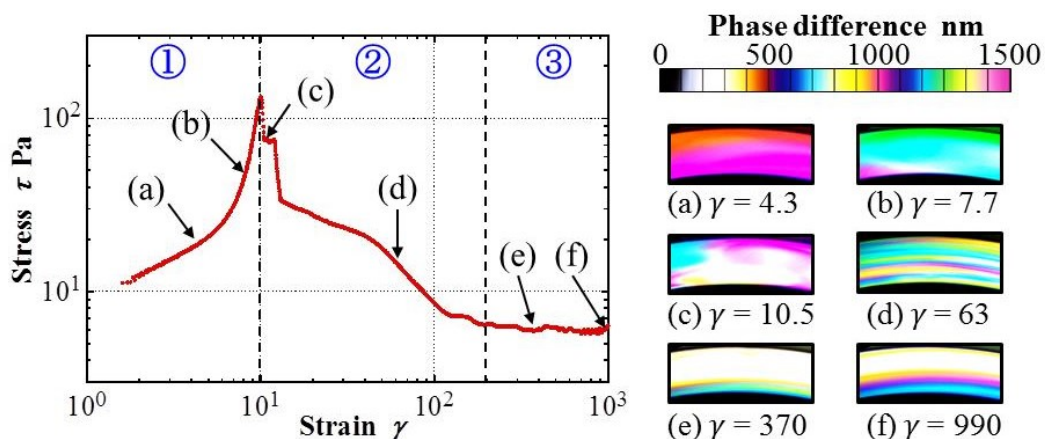 ① ② ③
Stress τ Pa
10²
10¹
(a)
(b)
(c)
(d)
(e)
(f)
10⁰ 10¹ 10² 10³
Strain γ
Phase difference nm
0 500 1000 1500
(a) γ = 4.3 (b) γ = 7.7
(c) γ = 10.5 (d) γ = 63
(e) γ = 370 (f) γ = 990